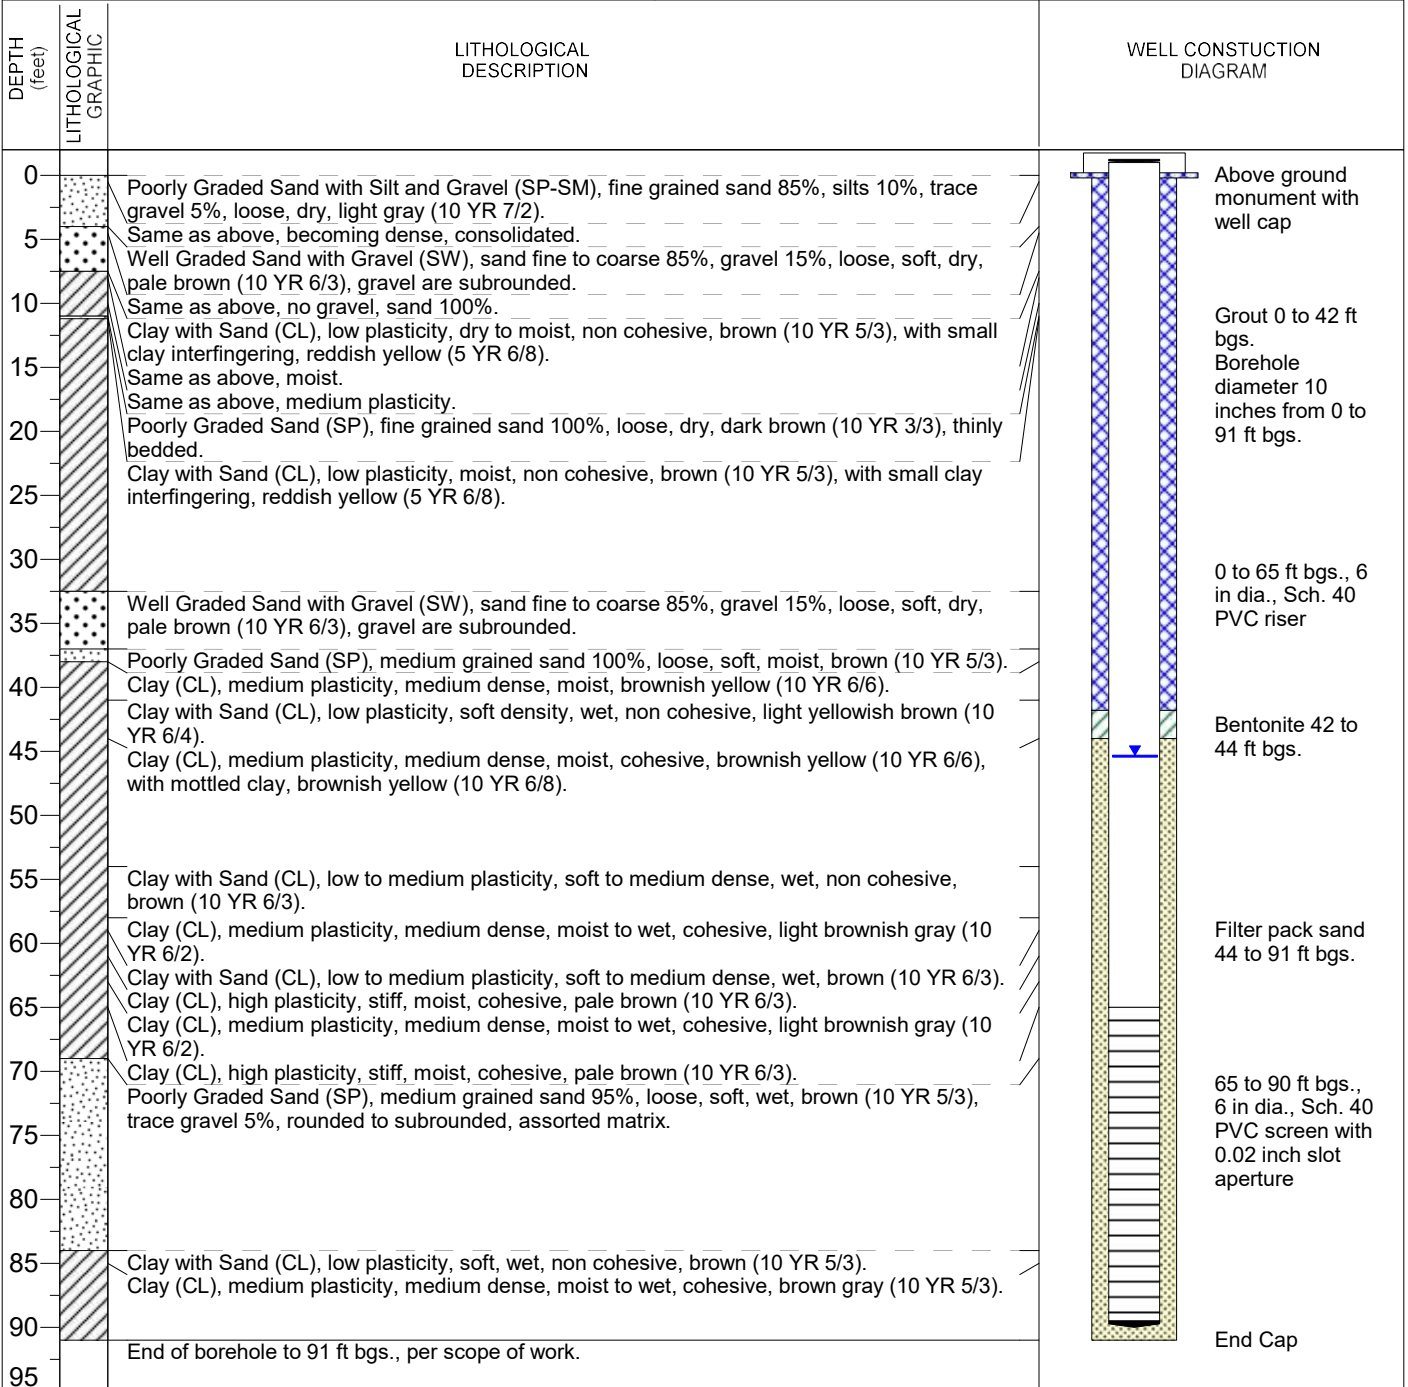 DEPTH
(feet)
LITHOLOGICAL
GRAPHIC
LITHOLOGICAL
DESCRIPTION
WELL CONSTUCTION
DIAGRAM
0
5
10
15
20
25
30
35
40
45
50
55
60
65
70
75
80
85
90
95
Poorly Graded Sand with Silt and Gravel (SP-SM), fine grained sand 85%, silts 10%, trace
gravel 5%, loose, dry, light gray (10 YR 7/2).
Same as above, becoming dense, consolidated.
Well Graded Sand with Gravel (SW), sand fine to coarse 85%, gravel 15%, loose, soft, dry,
pale brown (10 YR 6/3), gravel are subrounded.
Same as above, no gravel, sand 100%.
Clay with Sand (CL), low plasticity, dry to moist, non cohesive, brown (10 YR 5/3), with small
clay interfingering, reddish yellow (5 YR 6/8).
Same as above, moist.
Same as above, medium plasticity.
Poorly Graded Sand (SP), fine grained sand 100%, loose, dry, dark brown (10 YR 3/3), thinly
bedded.
Clay with Sand (CL), low plasticity, moist, non cohesive, brown (10 YR 5/3), with small clay
interfingering, reddish yellow (5 YR 6/8).
Well Graded Sand with Gravel (SW), sand fine to coarse 85%, gravel 15%, loose, soft, dry,
pale brown (10 YR 6/3), gravel are subrounded.
Poorly Graded Sand (SP), medium grained sand 100%, loose, soft, moist, brown (10 YR 5/3).
Clay (CL), medium plasticity, medium dense, moist, brownish yellow (10 YR 6/6).
Clay with Sand (CL), low plasticity, soft density, wet, non cohesive, light yellowish brown (10
YR 6/4).
Clay (CL), medium plasticity, medium dense, moist, cohesive, brownish yellow (10 YR 6/6),
with mottled clay, brownish yellow (10 YR 6/8).
Clay with Sand (CL), low to medium plasticity, soft to medium dense, wet, non cohesive,
brown (10 YR 6/3).
Clay (CL), medium plasticity, medium dense, moist to wet, cohesive, light brownish gray (10
YR 6/2).
Clay with Sand (CL), low to medium plasticity, soft to medium dense, wet, brown (10 YR 6/3).
Clay (CL), high plasticity, stiff, moist, cohesive, pale brown (10 YR 6/3).
Clay (CL), medium plasticity, medium dense, moist to wet, cohesive, light brownish gray (10
YR 6/2).
Clay (CL), high plasticity, stiff, moist, cohesive, pale brown (10 YR 6/3).
Poorly Graded Sand (SP), medium grained sand 95%, loose, soft, wet, brown (10 YR 5/3),
trace gravel 5%, rounded to subrounded, assorted matrix.
Clay with Sand (CL), low plasticity, soft, wet, non cohesive, brown (10 YR 5/3).
Clay (CL), medium plasticity, medium dense, moist to wet, cohesive, brown gray (10 YR 5/3).
End of borehole to 91 ft bgs., per scope of work.
Above ground
monument with
well cap
Grout 0 to 42 ft
bgs.
Borehole
diameter 10
inches from 0 to
91 ft bgs.
0 to 65 ft bgs., 6
in dia., Sch. 40
PVC riser
Bentonite 42 to
44 ft bgs.
Filter pack sand
44 to 91 ft bgs.
65 to 90 ft bgs.,
6 in dia., Sch. 40
PVC screen with
0.02 inch slot
aperture
End Cap